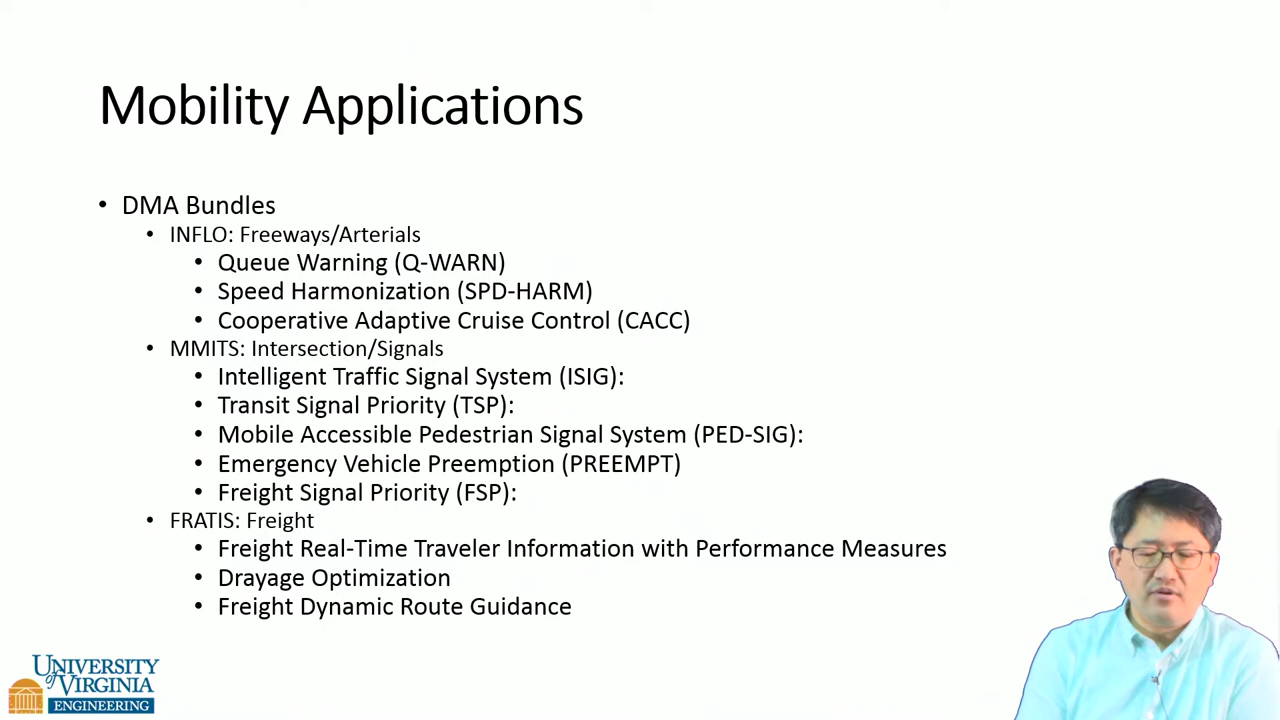 Mobility Applications
• DMA Bundles
• INFLO: Freeways/Arterials
• Queue Warning (Q-WARN)
• Speed Harmonization (SPD-HARM)
• Cooperative Adaptive Cruise Control (CACC)
• MMITS: Intersection/Signals
• Intelligent Traffic Signal System (ISIG):
• Transit Signal Priority (TSP):
• Mobile Accessible Pedestrian Signal System (PED-SIG):
• Emergency Vehicle Preemption (PREEMPT)
• Freight Signal Priority (FSP):
• FRATIS: Freight
• Freight Real-Time Traveler Information with Performance Measures
• Drayage Optimization
• Freight Dynamic Route Guidance
UNIVERSITY
of VIRGINIA
ENGINEERING